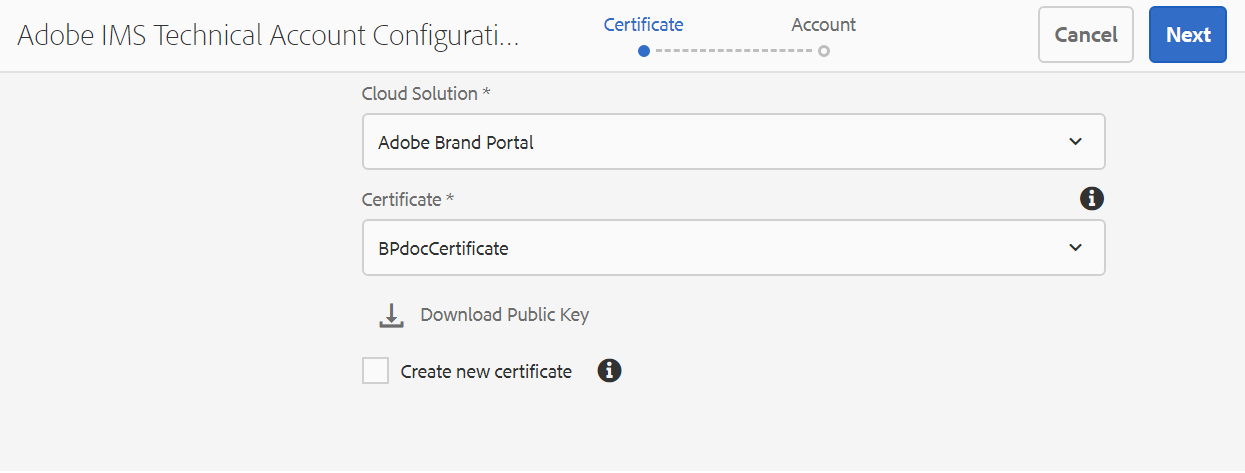 Adobe IMS Technical Account Configurati...
Certificate
Account
Cancel
Next
Cloud Solution *
Adobe Brand Portal
Certificate *
BPdocCertificate
Download Public Key
Create new certificate